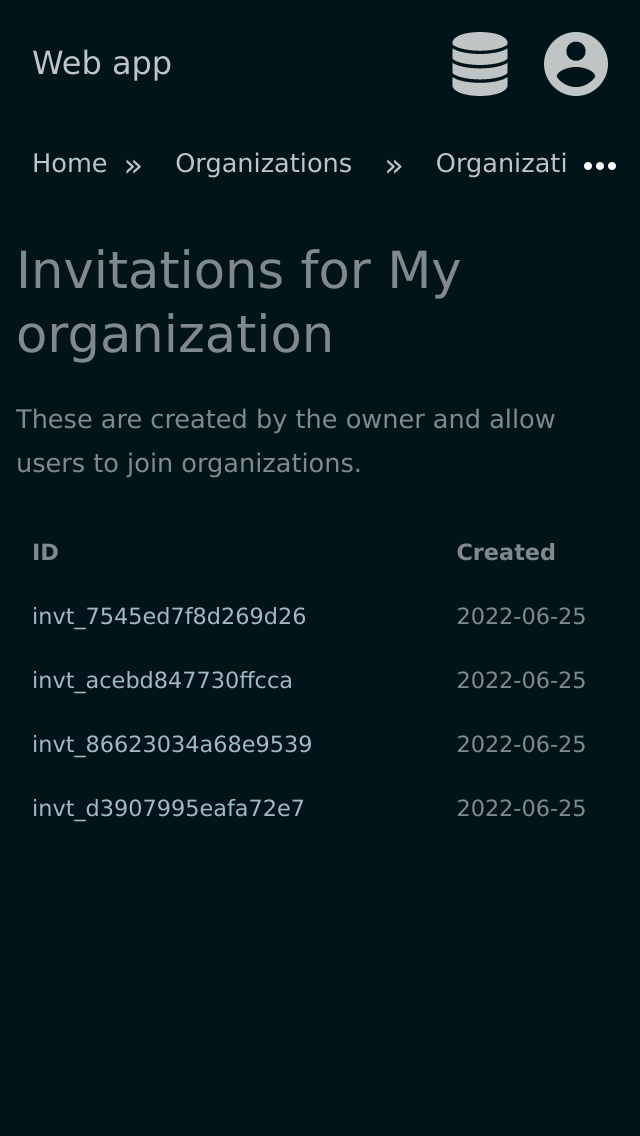 Web app
Home » Organizations » Organizati •••
Invitations for My
organization
These are created by the owner and allow
users to join organizations.
ID Created
invt_7545ed7f8d269d26 2022-06-25
invt_acebd847730ffcca 2022-06-25
invt_86623034a68e9539 2022-06-25
invt_d3907995eafa72e7 2022-06-25